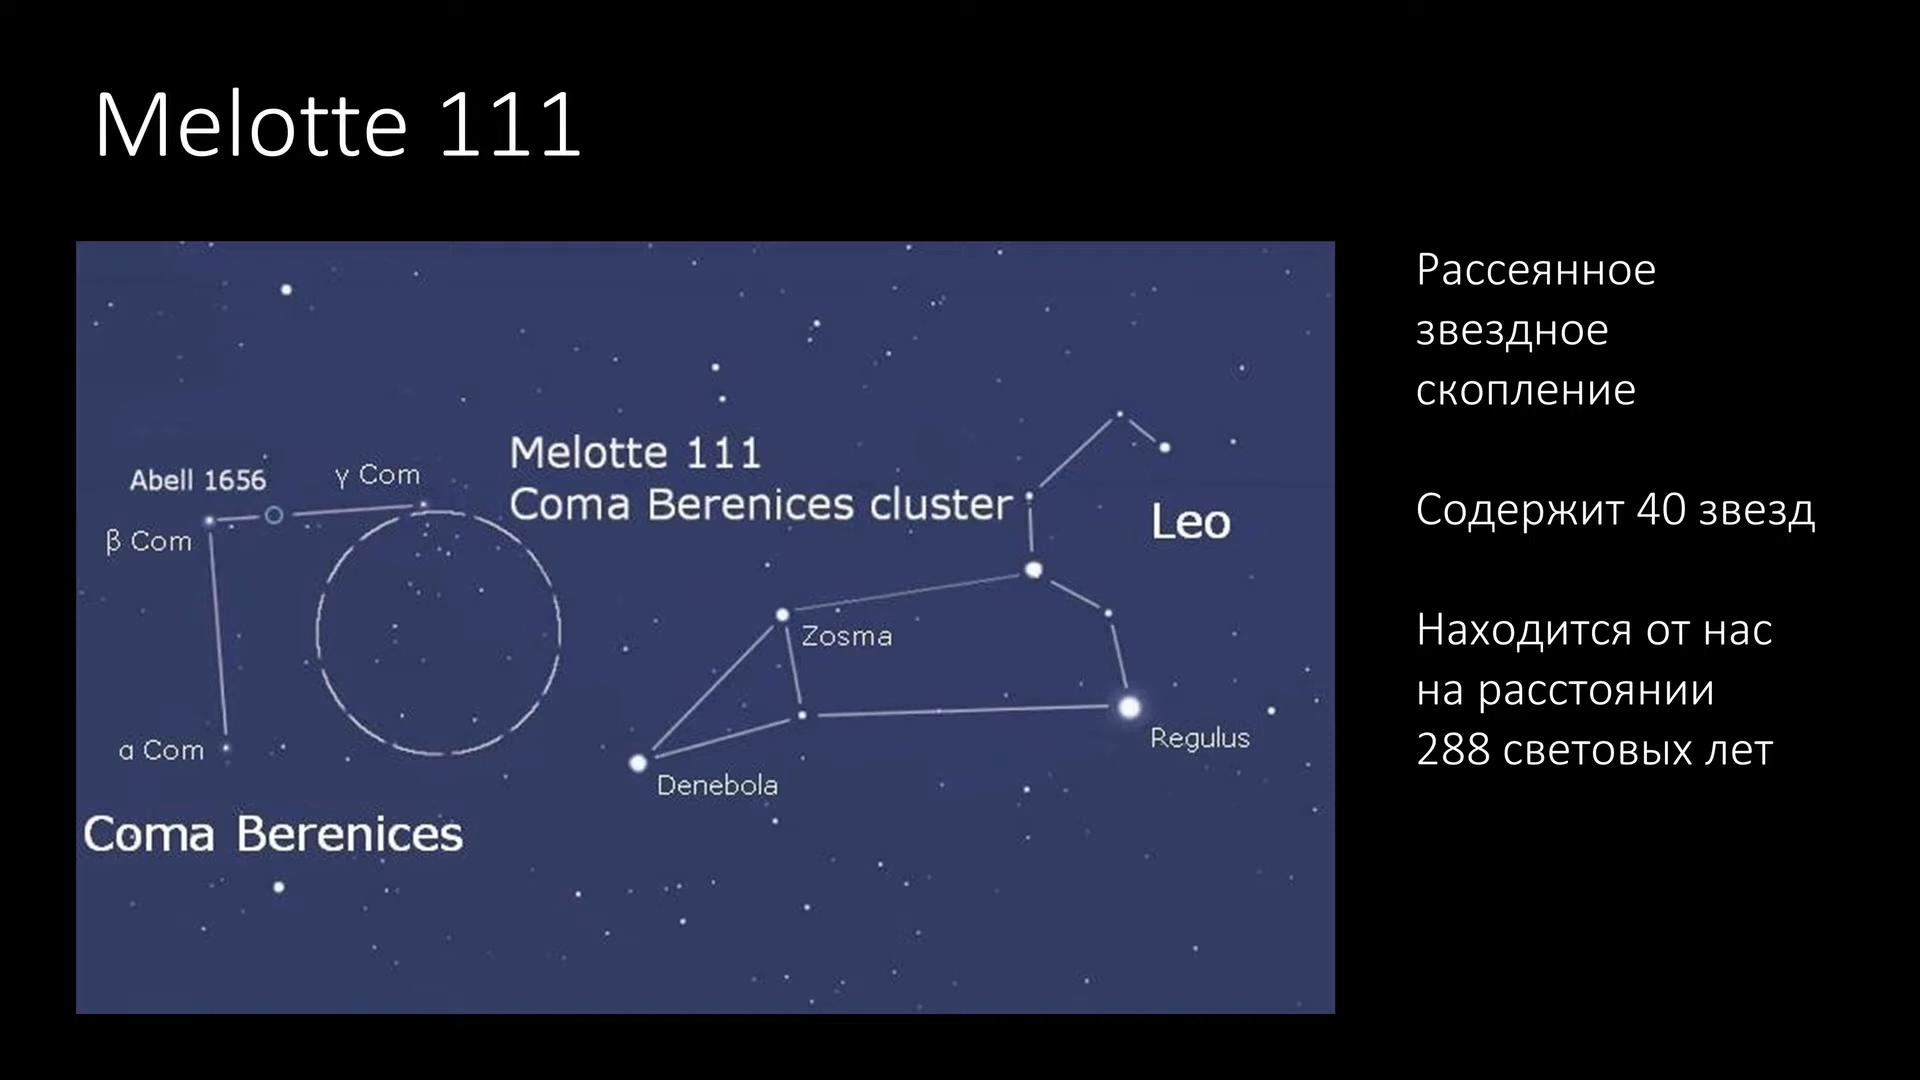 Melotte 111
Abell 1656
γ Com
β Com
α Com
Coma Berenices
Melotte 111
Coma Berenices cluster
Leo
Zosma
Regulus
Denebola
Рассеянное
звездное
скопление
Содержит 40 звезд
Находится от нас
на расстоянии
288 световых лет